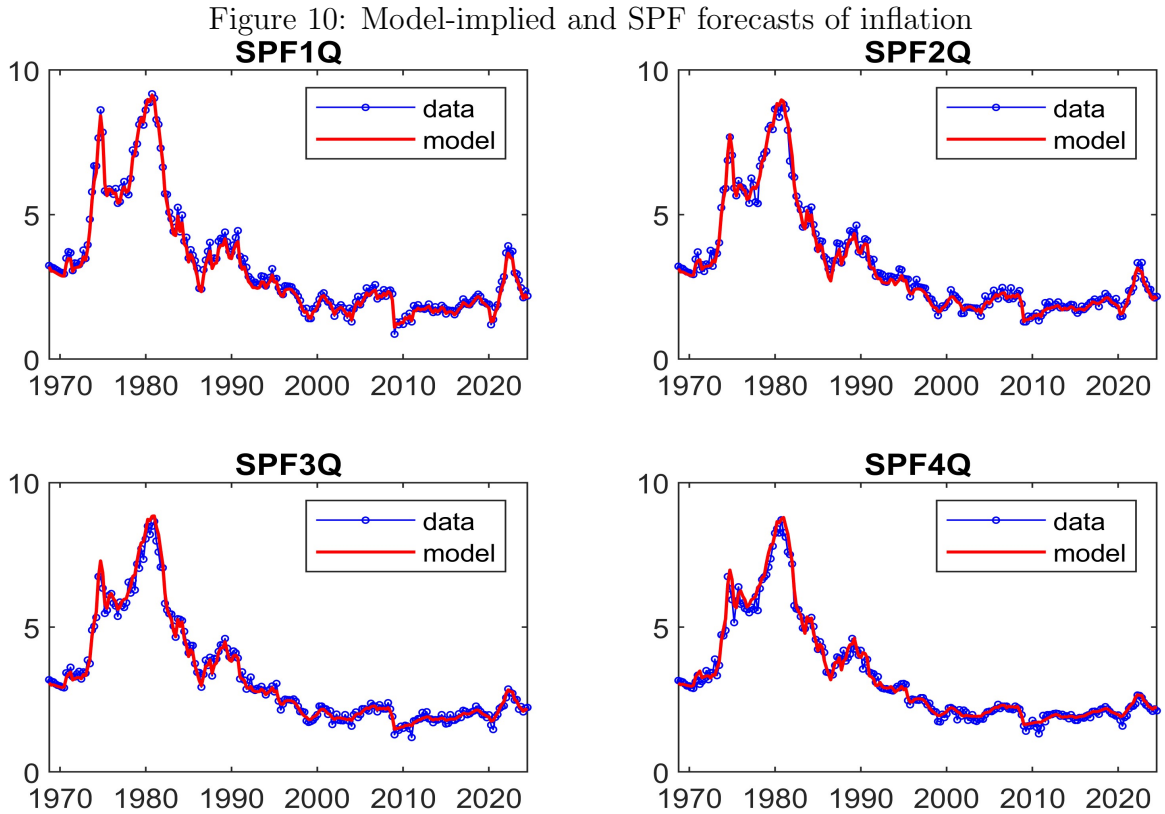 Figure 10: Model-implied and SPF forecasts of inflation
SPF1Q
10
5
0
1970 1980 1990 2000 2010 2020
data
model
SPF2Q
10
5
0
1970 1980 1990 2000 2010 2020
data
model
SPF3Q
10
5
0
1970 1980 1990 2000 2010 2020
data
model
SPF4Q
10
5
0
1970 1980 1990 2000 2010 2020
data
model